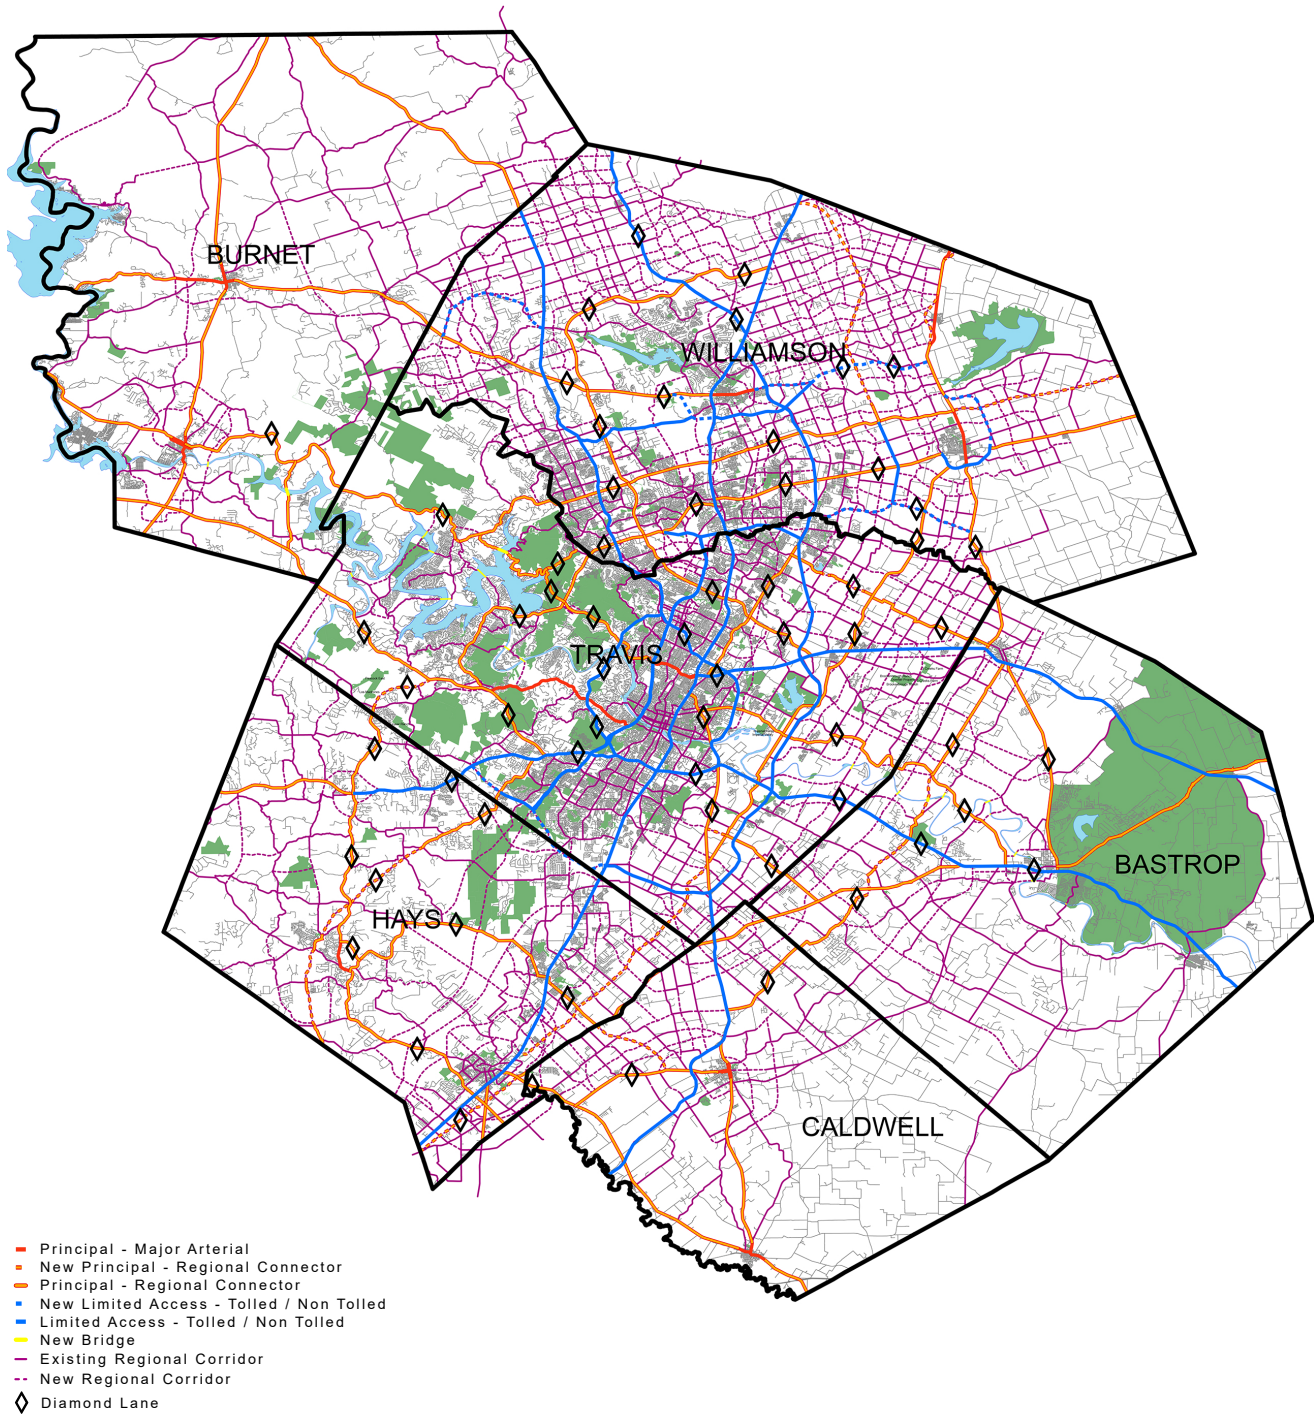 BURNET
WILLIAMSON
TRAVIS
BASTROP
HAYS
CALDWELL
Principal - Major Arterial
New Principal - Regional Connector
Principal - Regional Connector
New Limited Access - Tolled / Non Tolled
Limited Access - Tolled / Non Tolled
New Bridge
Existing Regional Corridor
New Regional Corridor
Diamond Lane